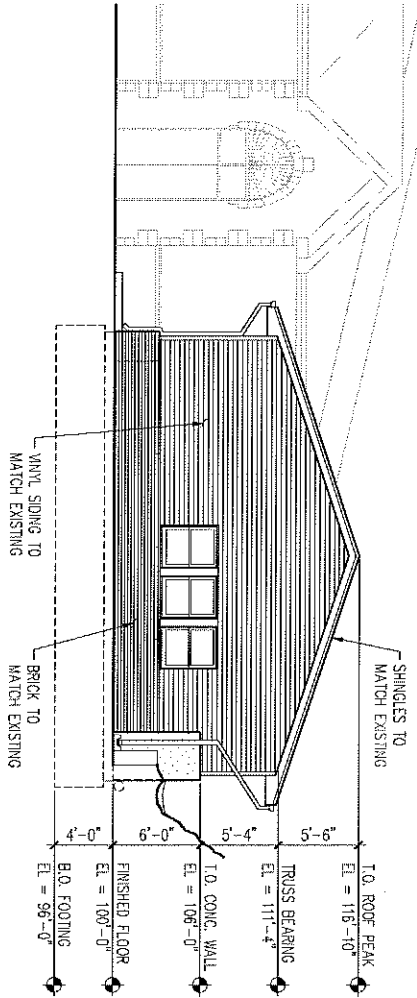 SHINGLES TO
MATCH EXISTING
VINYL SIDING TO
MATCH EXISTING
BRICK TO
MATCH EXISTING
5'-6"
5'-4"
6'-0"
4'-0"
T.O. ROOF PEAK
EL = 116'-10"
TRUSS BEARING
EL = 111'-4"
T.O. CONC. WALL
EL = 106'-0"
FINISHED FLOOR
EL = 100'-0"
B.O. FOOTING
EL = 96'-0"